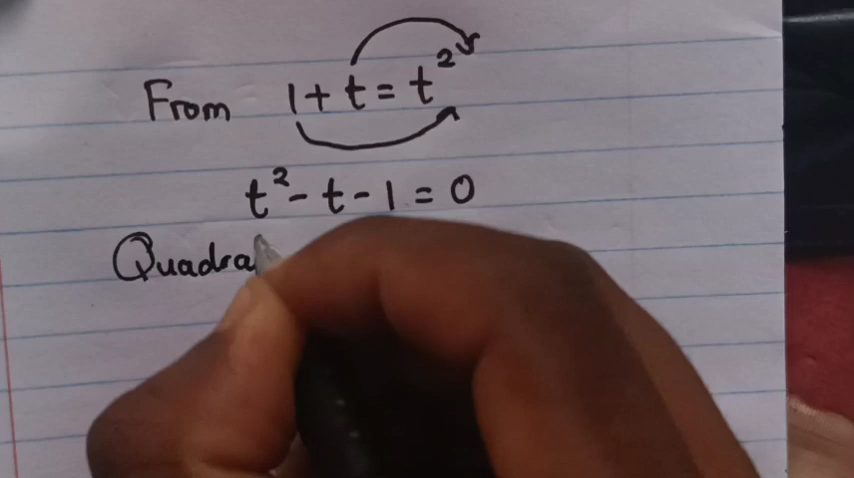 From 1 + t = t²
t² - t - 1 = 0
Quadra